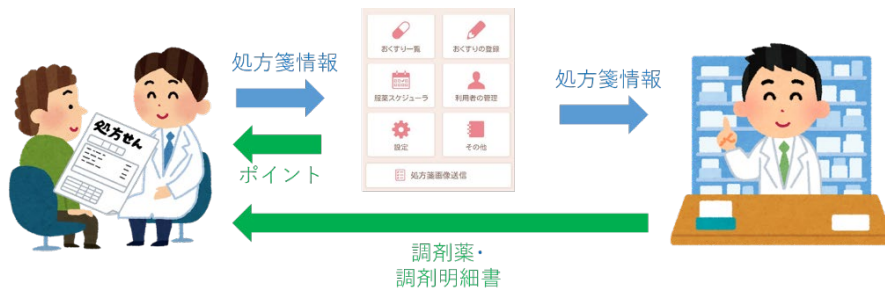 処方箋情報
処方せん
ポイント
おくすり一覧
おくすりの登録
服薬スケジューラ
利用者の管理
設定
その他
処方箋画像送信
処方箋情報
調剤薬・
調剤明細書